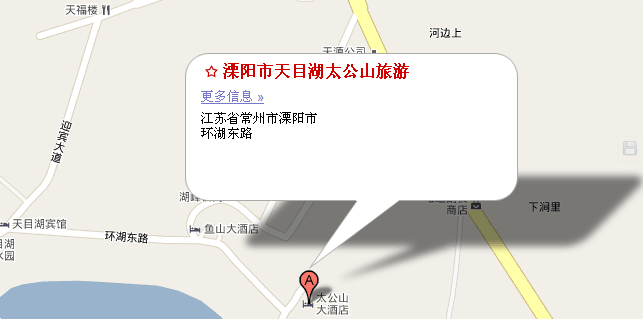 天福楼
河边上
天源公司
溧阳市天目湖太公山旅游
更多信息 »
江苏省常州市溧阳市
环湖东路
迎宾大道
湖
商店
下涧里
天目湖宾馆
环湖东路
鱼山大酒店
目湖
水园
A
太公山
大酒店